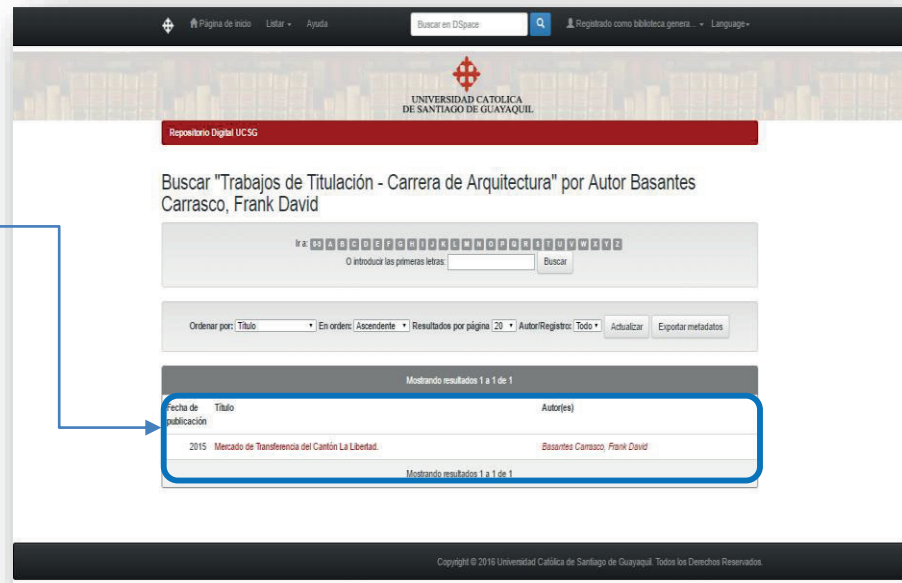 Página de inicio Listar Ayuda Buscar en DSpace Registrado como biblioteca.genera... Language
UNIVERSIDAD CATOLICA
DE SANTIAGO DE GUAYAQUIL
Repositorio Digital UCSG
Buscar "Trabajos de Titulación - Carrera de Arquitectura" por Autor Basantes
Carrasco, Frank David
Ir a: 0-9 A B C D E F G H I J K L M N O P Q R S T U V W X Y Z
O introducir las primeras letras: Buscar
Ordenar por: Título En orden: Ascendente Resultados por página 20 Autor/Registro: Todo Actualizar Exportar metadatos
Mostrando resultados 1 a 1 de 1
Fecha de Título Autor(es)
publicación
2015 Mercado de Transferencia del Cantón La Libertad. Basantes Carrasco, Frank David
Mostrando resultados 1 a 1 de 1
Copyright © 2016 Universidad Católica de Santiago de Guayaquil. Todos los Derechos Reservados.